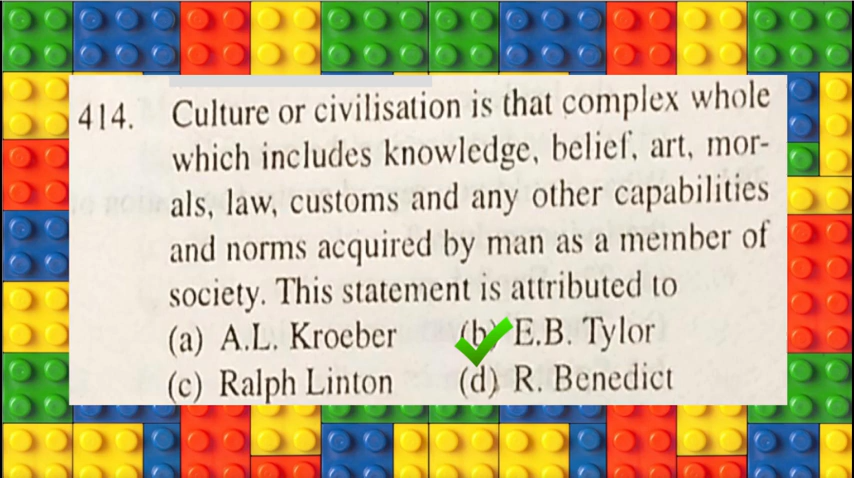 414. Culture or civilisation is that complex whole
which includes knowledge, belief, art, mor-
als, law, customs and any other capabilities
and norms acquired by man as a member of
society. This statement is attributed to
(a) A.L. Kroeber (b) E.B. Tylor
(c) Ralph Linton (d) R. Benedict